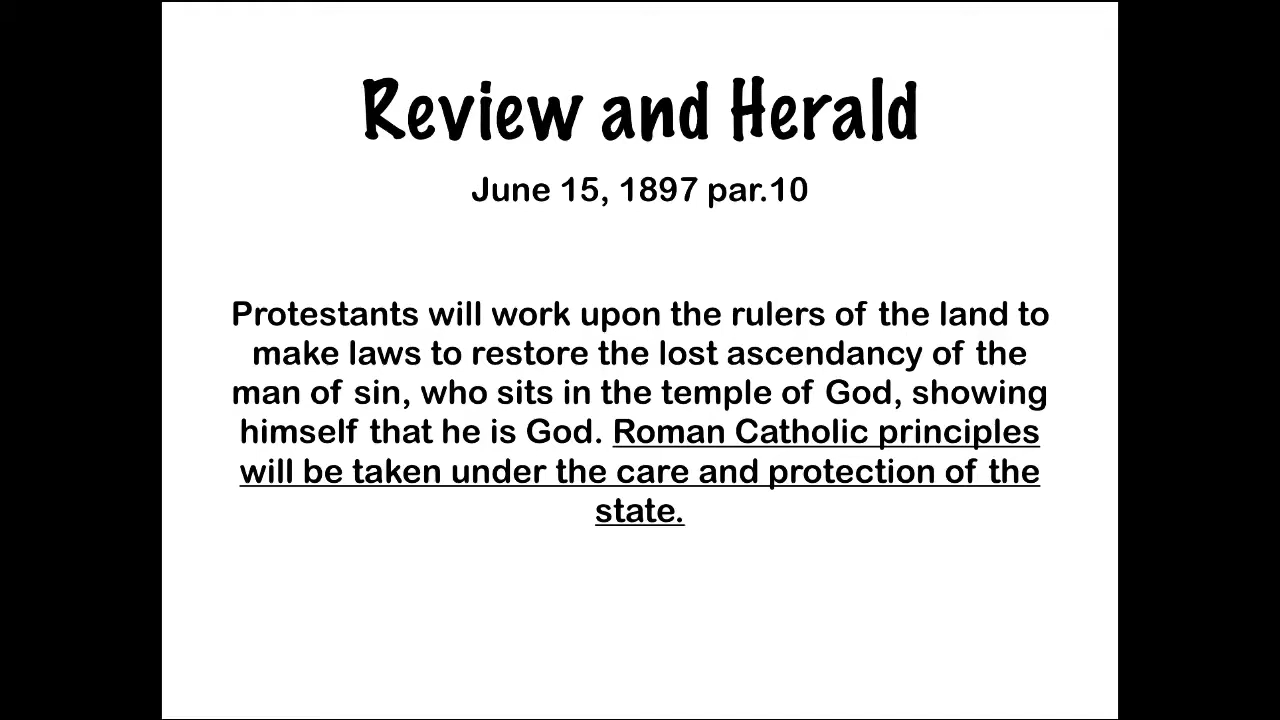 Review and Herald
June 15, 1897 par.10
Protestants will work upon the rulers of the land to
make laws to restore the lost ascendancy of the
man of sin, who sits in the temple of God, showing
himself that he is God. Roman Catholic principles
will be taken under the care and protection of the
state.